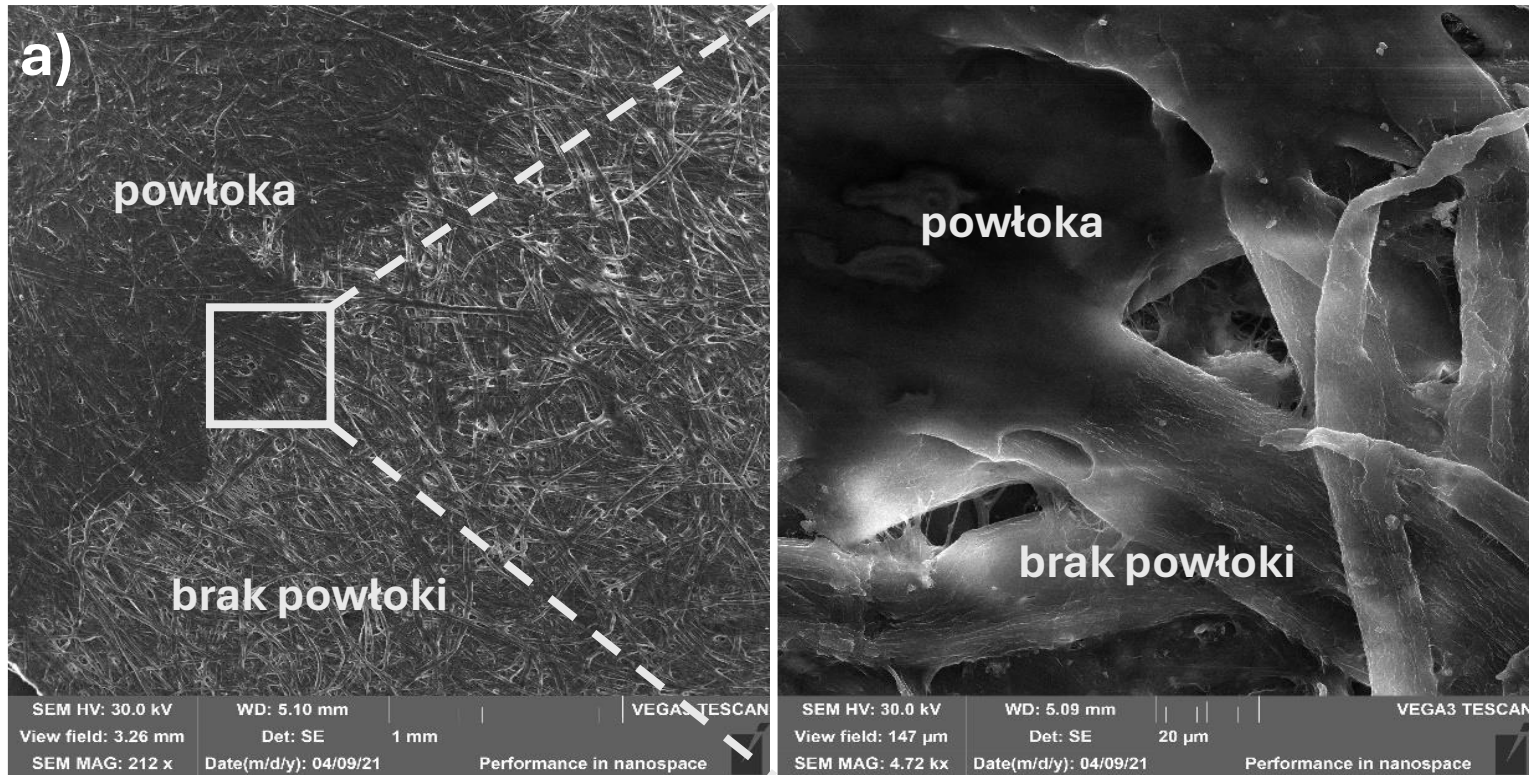 a)
powłoka
brak powłoki
SEM HV: 30.0 kV
WD: 5.10 mm
VEGA3 TESCAN
View field: 3.26 mm
Det: SE
1 mm
SEM MAG: 212 x
Date(m/d/y): 04/09/21
Performance in nanospace
powłoka
brak powłoki
SEM HV: 30.0 kV
WD: 5.09 mm
VEGA3 TESCAN
View field: 147 µm
Det: SE
20 µm
SEM MAG: 4.72 kx
Date(m/d/y): 04/09/21
Performance in nanospace